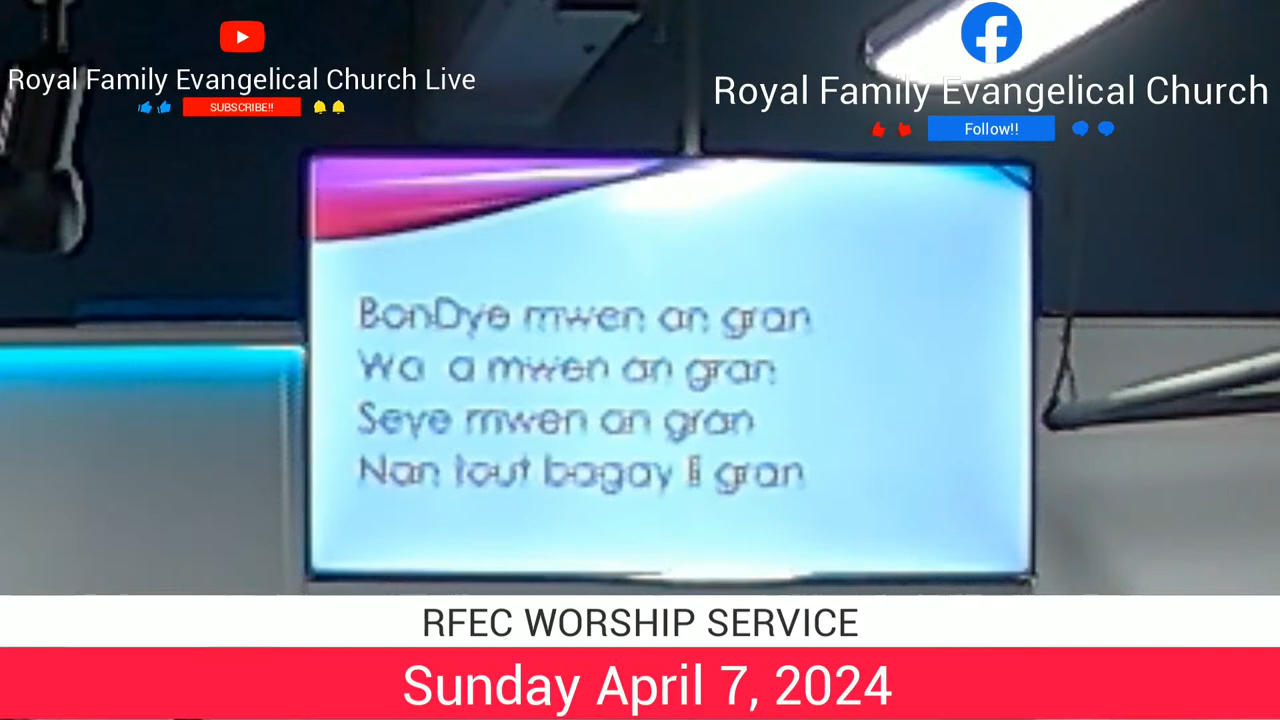 Royal Family Evangelical Church Live
SUBSCRIBE!!
Royal Family Evangelical Church
Follow!!
BonDye mwen an gran
Wa a mwen an gran
Seye mwen an gran
Nan tout bagay li gran
RFEC WORSHIP SERVICE
Sunday April 7, 2024